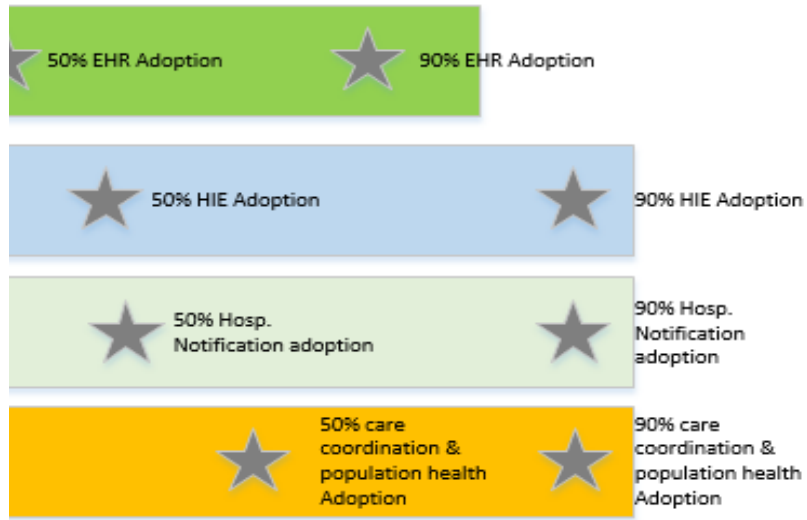 50% EHR Adoption
90% EHR Adoption
50% HIE Adoption
90% HIE Adoption
50% Hosp.
Notification adoption
90% Hosp.
Notification
adoption
50% care
coordination &
population health
Adoption
90% care
coordination &
population health
Adoption